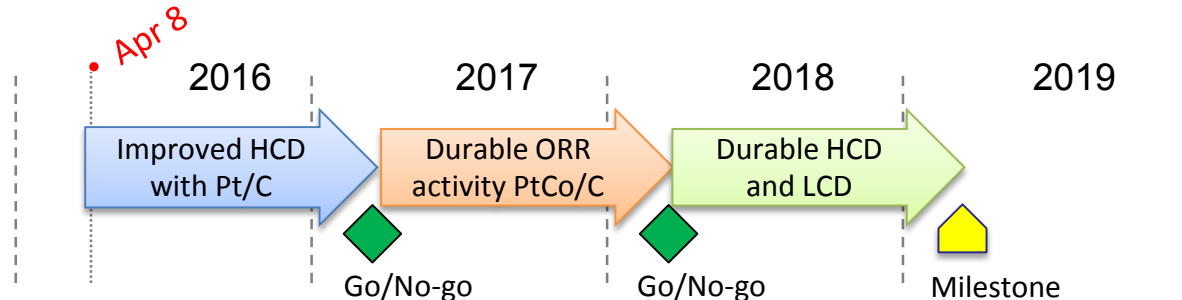 Apr 8
2016
2017
2018
2019
Improved HCD
with Pt/C
Durable ORR
activity PtCo/C
Durable HCD
and LCD
Go/No-go
Go/No-go
Milestone